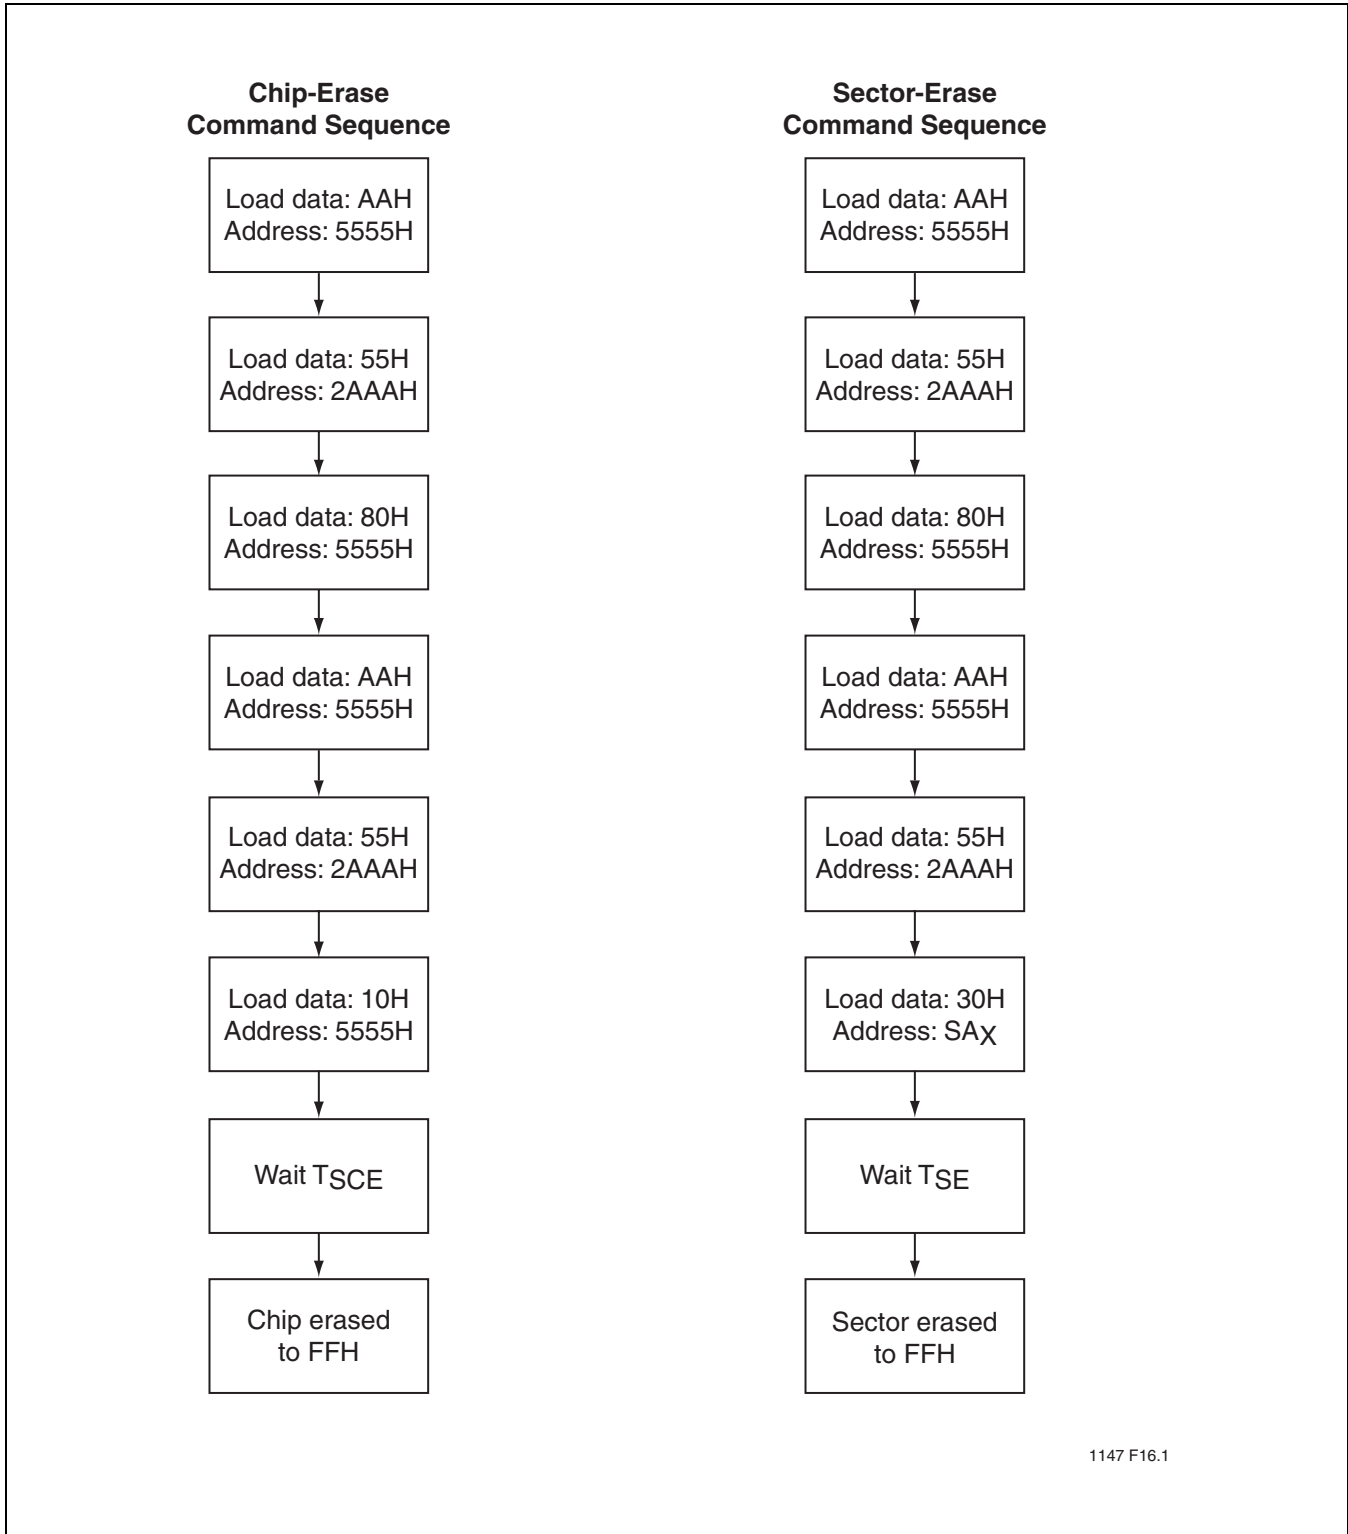 Chip-Erase
Command Sequence
Load data: AAH
Address: 5555H
Load data: 55H
Address: 2AAAH
Load data: 80H
Address: 5555H
Load data: AAH
Address: 5555H
Load data: 55H
Address: 2AAAH
Load data: 10H
Address: 5555H
Wait TSCE
Chip erased
to FFH
Sector-Erase
Command Sequence
Load data: AAH
Address: 5555H
Load data: 55H
Address: 2AAAH
Load data: 80H
Address: 5555H
Load data: AAH
Address: 5555H
Load data: 55H
Address: 2AAAH
Load data: 30H
Address: SAX
Wait TSE
Sector erased
to FFH
1147 F16.1